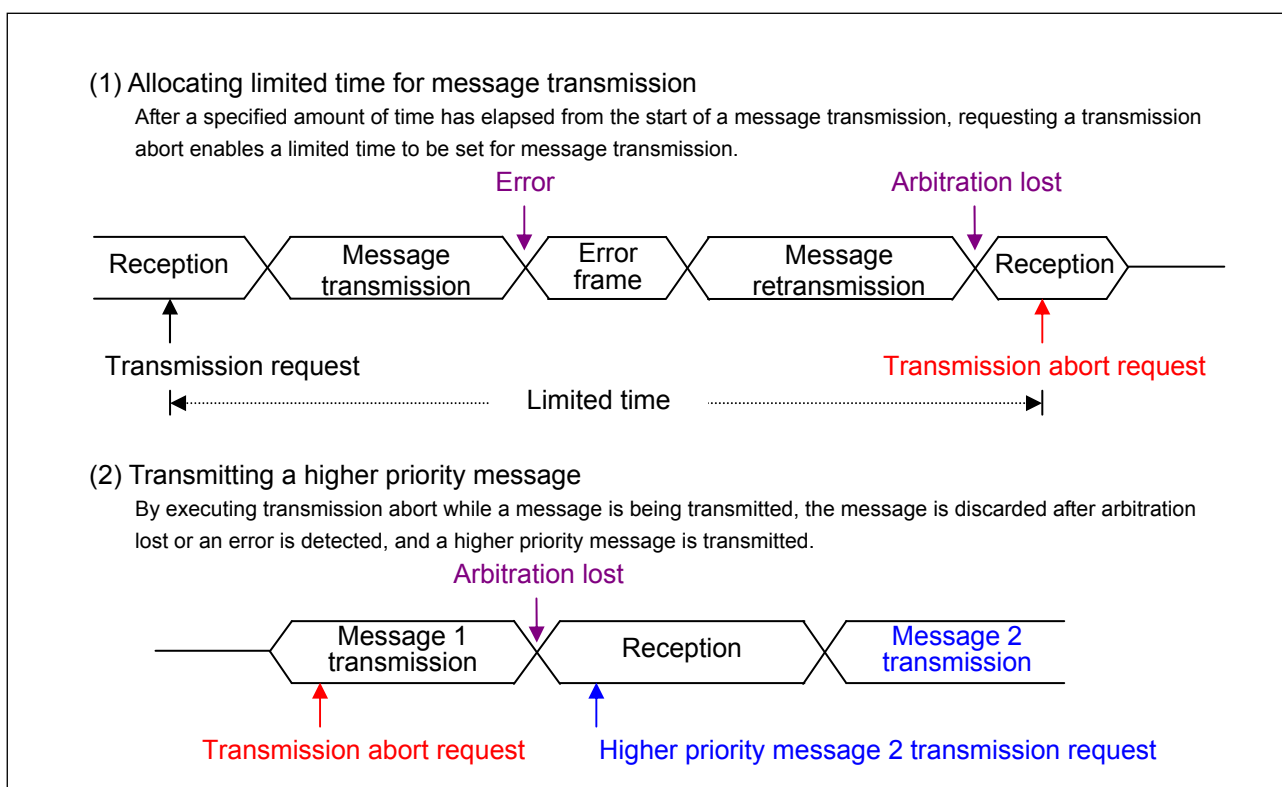 (1) Allocating limited time for message transmission
After a specified amount of time has elapsed from the start of a message transmission, requesting a transmission
abort enables a limited time to be set for message transmission.
Error
Arbitration lost
Reception
Message
transmission
Error
frame
Message
retransmission
Reception
Transmission request
Transmission abort request
Limited time
(2) Transmitting a higher priority message
By executing transmission abort while a message is being transmitted, the message is discarded after arbitration
lost or an error is detected, and a higher priority message is transmitted.
Arbitration lost
Message 1
transmission
Reception
Message 2
transmission
Transmission abort request
Higher priority message 2 transmission request